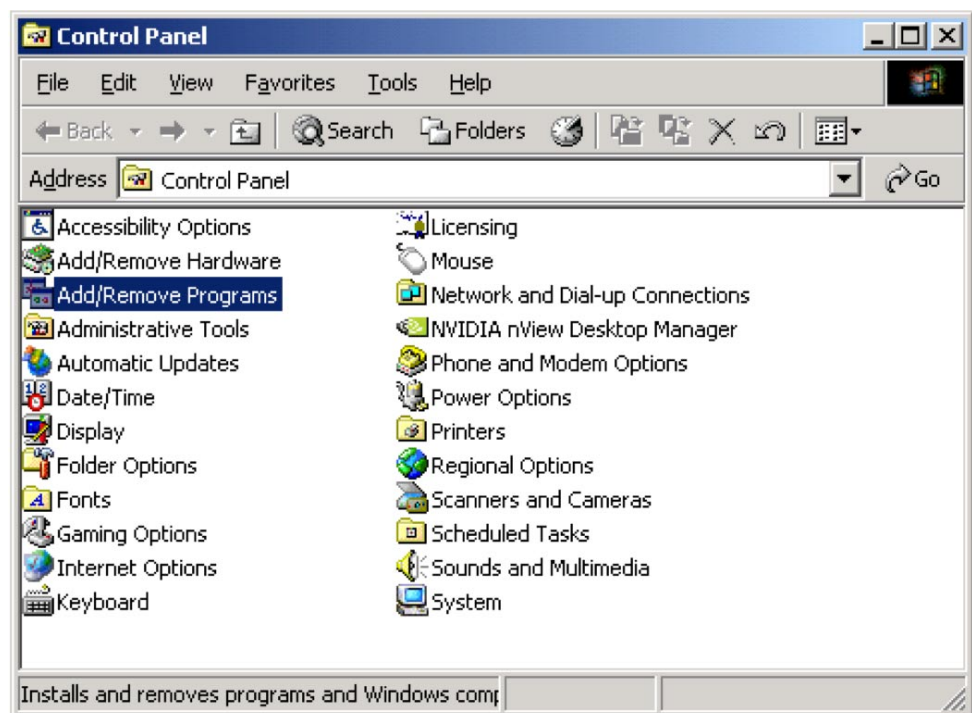 Control Panel
File Edit View Favorites Tools Help
Back Search Folders
Address Control Panel Go
Accessibility Options
Add/Remove Hardware
Add/Remove Programs
Administrative Tools
Automatic Updates
Date/Time
Display
Folder Options
Fonts
Gaming Options
Internet Options
Keyboard
Licensing
Mouse
Network and Dial-up Connections
NVIDIA nView Desktop Manager
Phone and Modem Options
Power Options
Printers
Regional Options
Scanners and Cameras
Scheduled Tasks
Sounds and Multimedia
System
Installs and removes programs and Windows comp